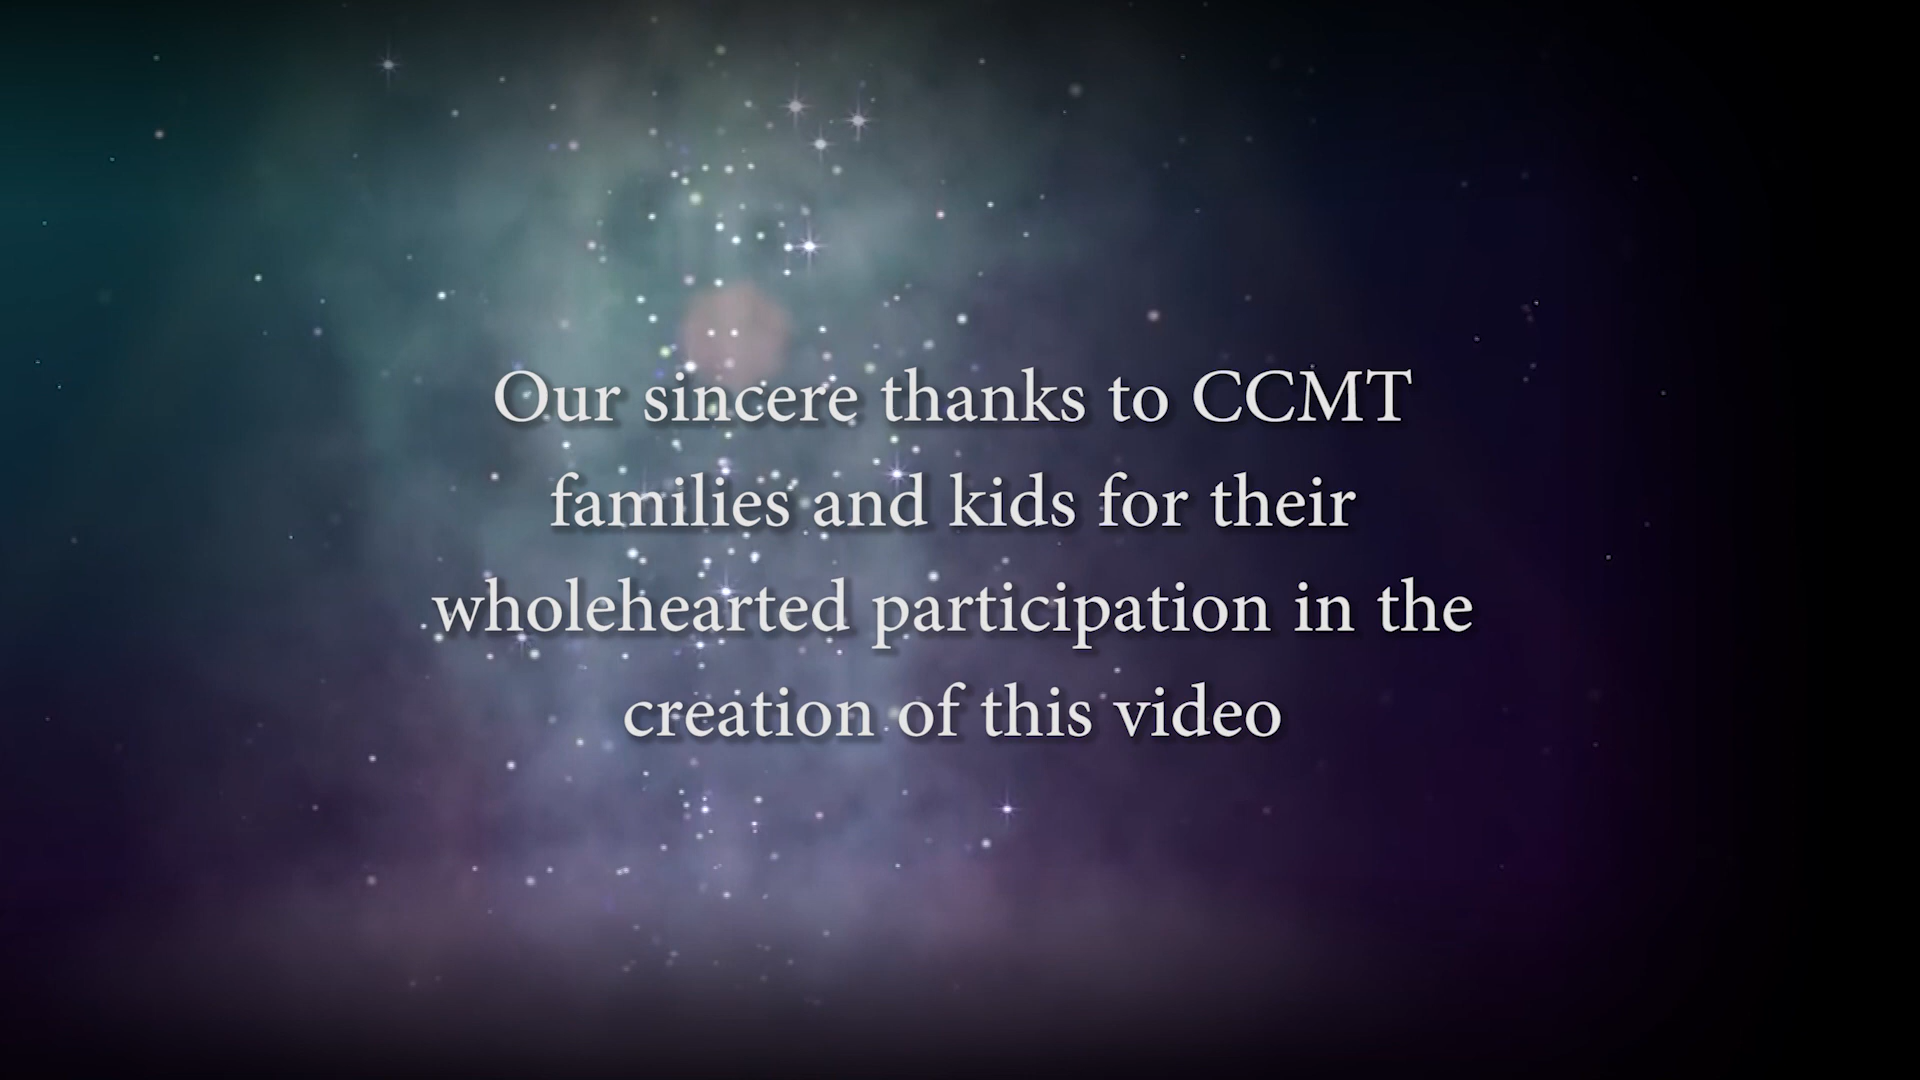 Our sincere thanks to CCMT
families and kids for their
wholehearted participation in the
creation of this video